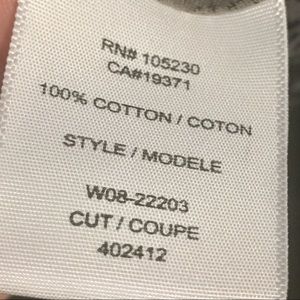 RN# 105230
CA#19371
100% COTTON / COTON
STYLE / MODELE
W08-22203
CUT / COUPE
402412